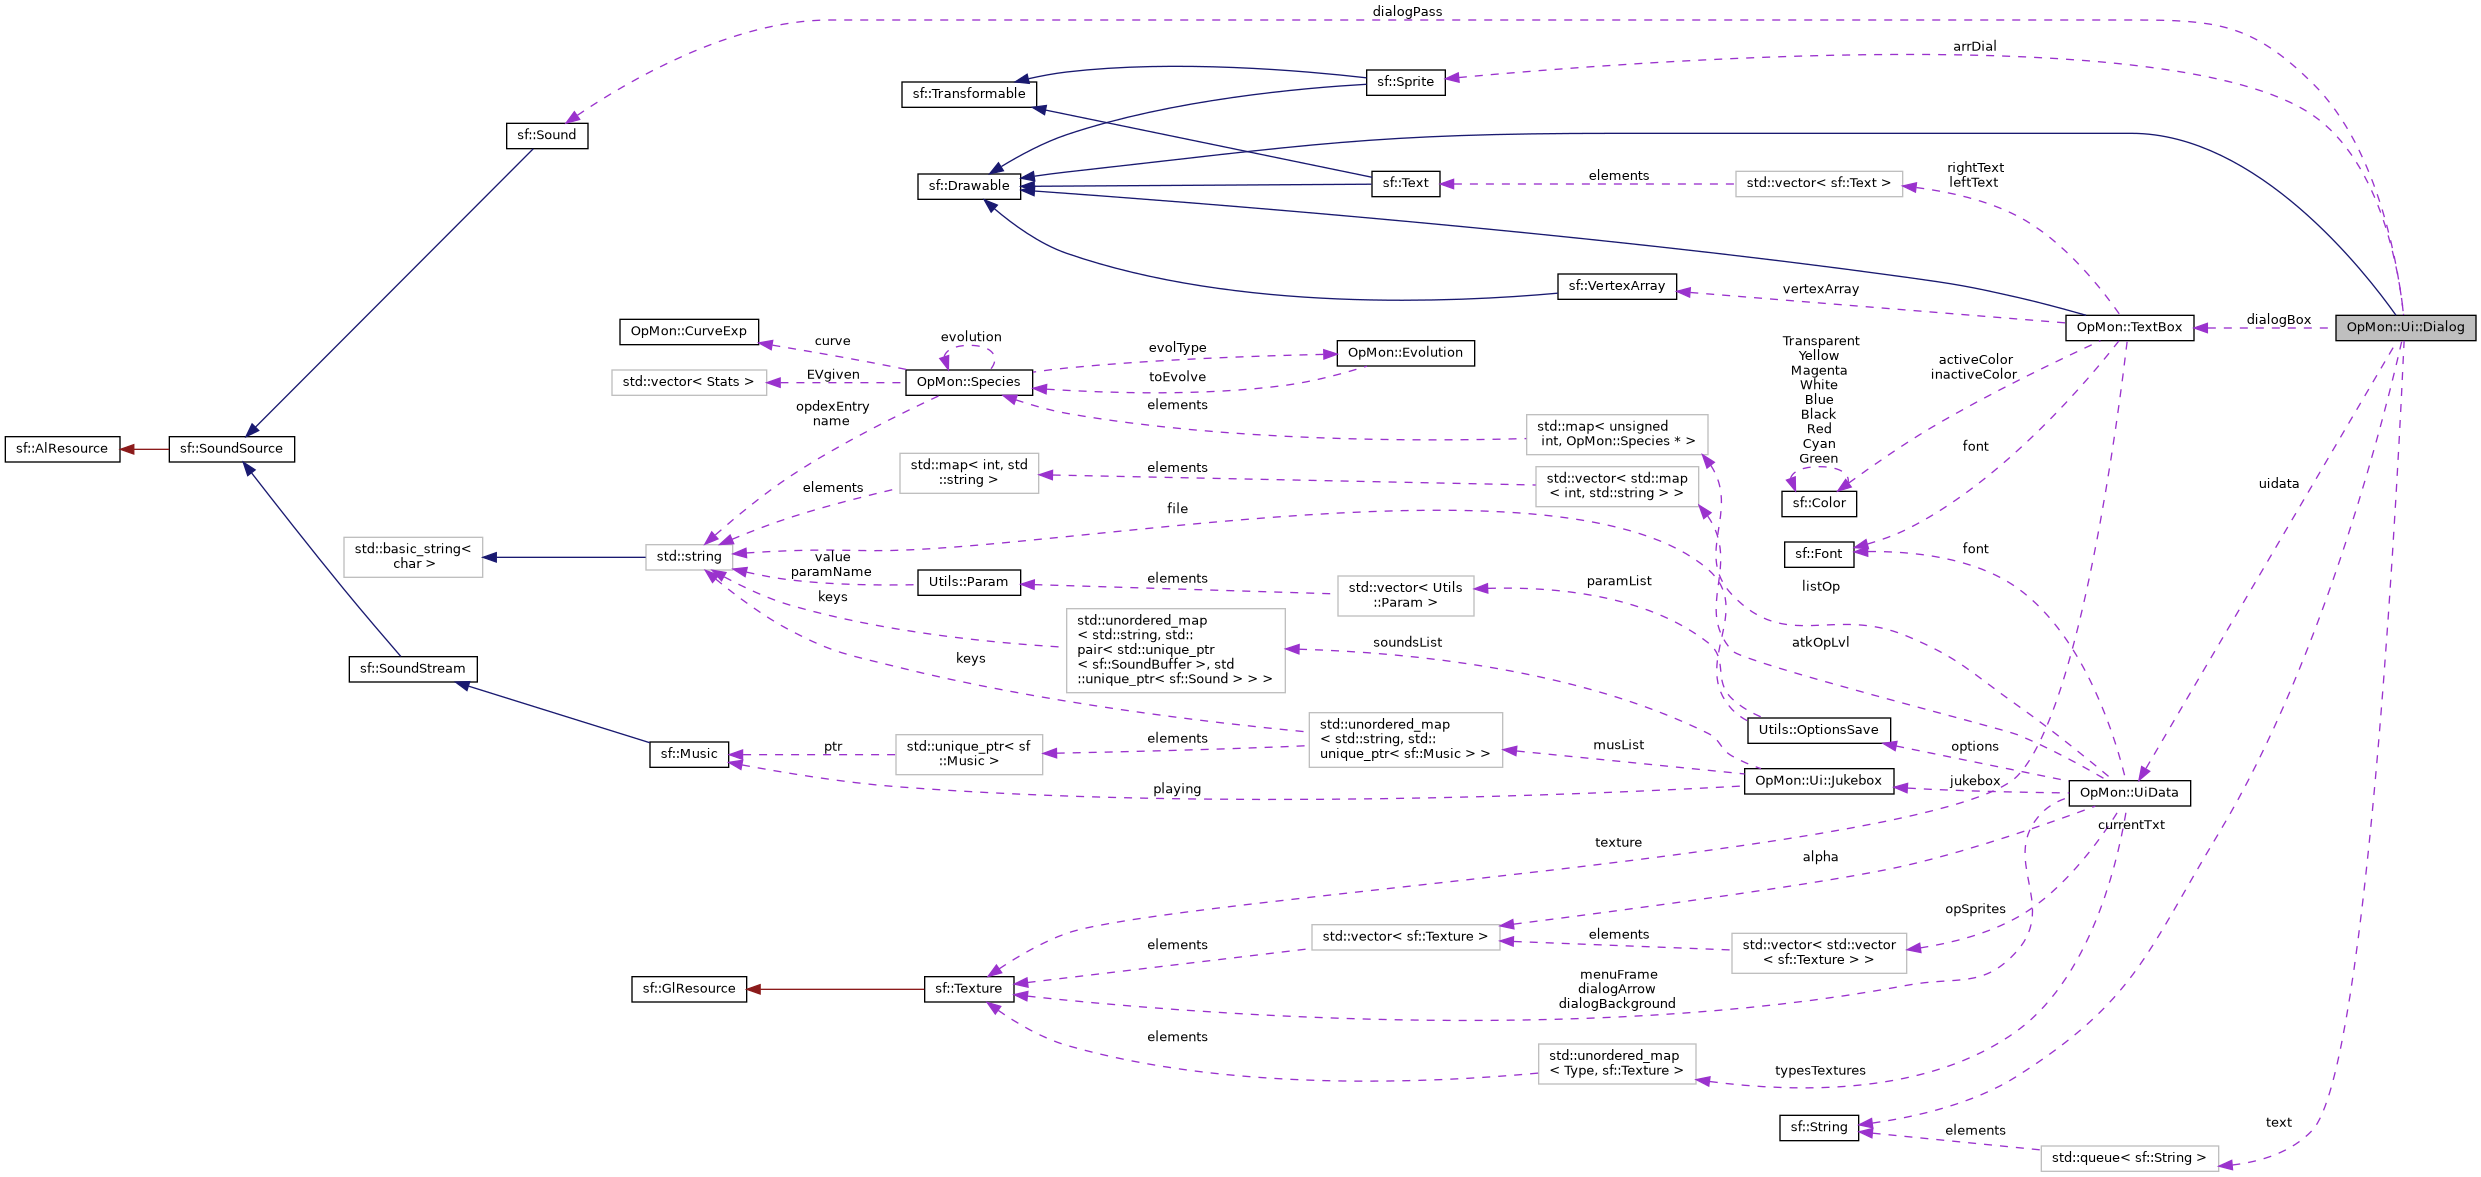 dialogPass
arrDial
sf::Sprite
sf::Transformable
sf::Sound
rightText
leftText
elements
std::vector< sf::Text >
sf::Text
sf::Drawable
sf::VertexArray
vertexArray
dialogBox
OpMon::Ui::Dialog
OpMon::TextBox
OpMon::CurveExp
curve
evolution
evolType
OpMon::Evolution
Transparent
Yellow
Magenta
White
Blue
Black
Red
Cyan
Green
activeColor
inactiveColor
std::vector< Stats >
EVgiven
OpMon::Species
toEvolve
elements
opdexEntry
name
std::map< unsigned
int, OpMon::Species * >
sf::AlResource
sf::SoundSource
font
std::map< int, std
::string >
elements
std::vector< std::map
< int, std::string > >
elements
sf::Color
uidata
file
std::basic_string<
char >
std::string
sf::Font
font
value
paramName
Utils::Param
elements
std::vector< Utils
::Param >
paramList
listOp
keys
std::unordered_map
< std::string, std::
pair< std::unique_ptr
< sf::SoundBuffer >, std
::unique_ptr< sf::Sound > > >
soundsList
atkOpLvl
keys
sf::SoundStream
std::unordered_map
< std::string, std::
unique_ptr< sf::Music > >
elements
musList
Utils::OptionsSave
options
sf::Music
ptr
std::unique_ptr< sf
::Music >
playing
OpMon::Ui::Jukebox
jukebox
OpMon::UiData
currentTxt
texture
alpha
opSprites
std::vector< sf::Texture >
elements
elements
std::vector< std::vector
< sf::Texture > >
sf::GlResource
sf::Texture
menuFrame
dialogArrow
dialogBackground
elements
std::unordered_map
< Type, sf::Texture >
typesTextures
sf::String
elements
text
std::queue< sf::String >